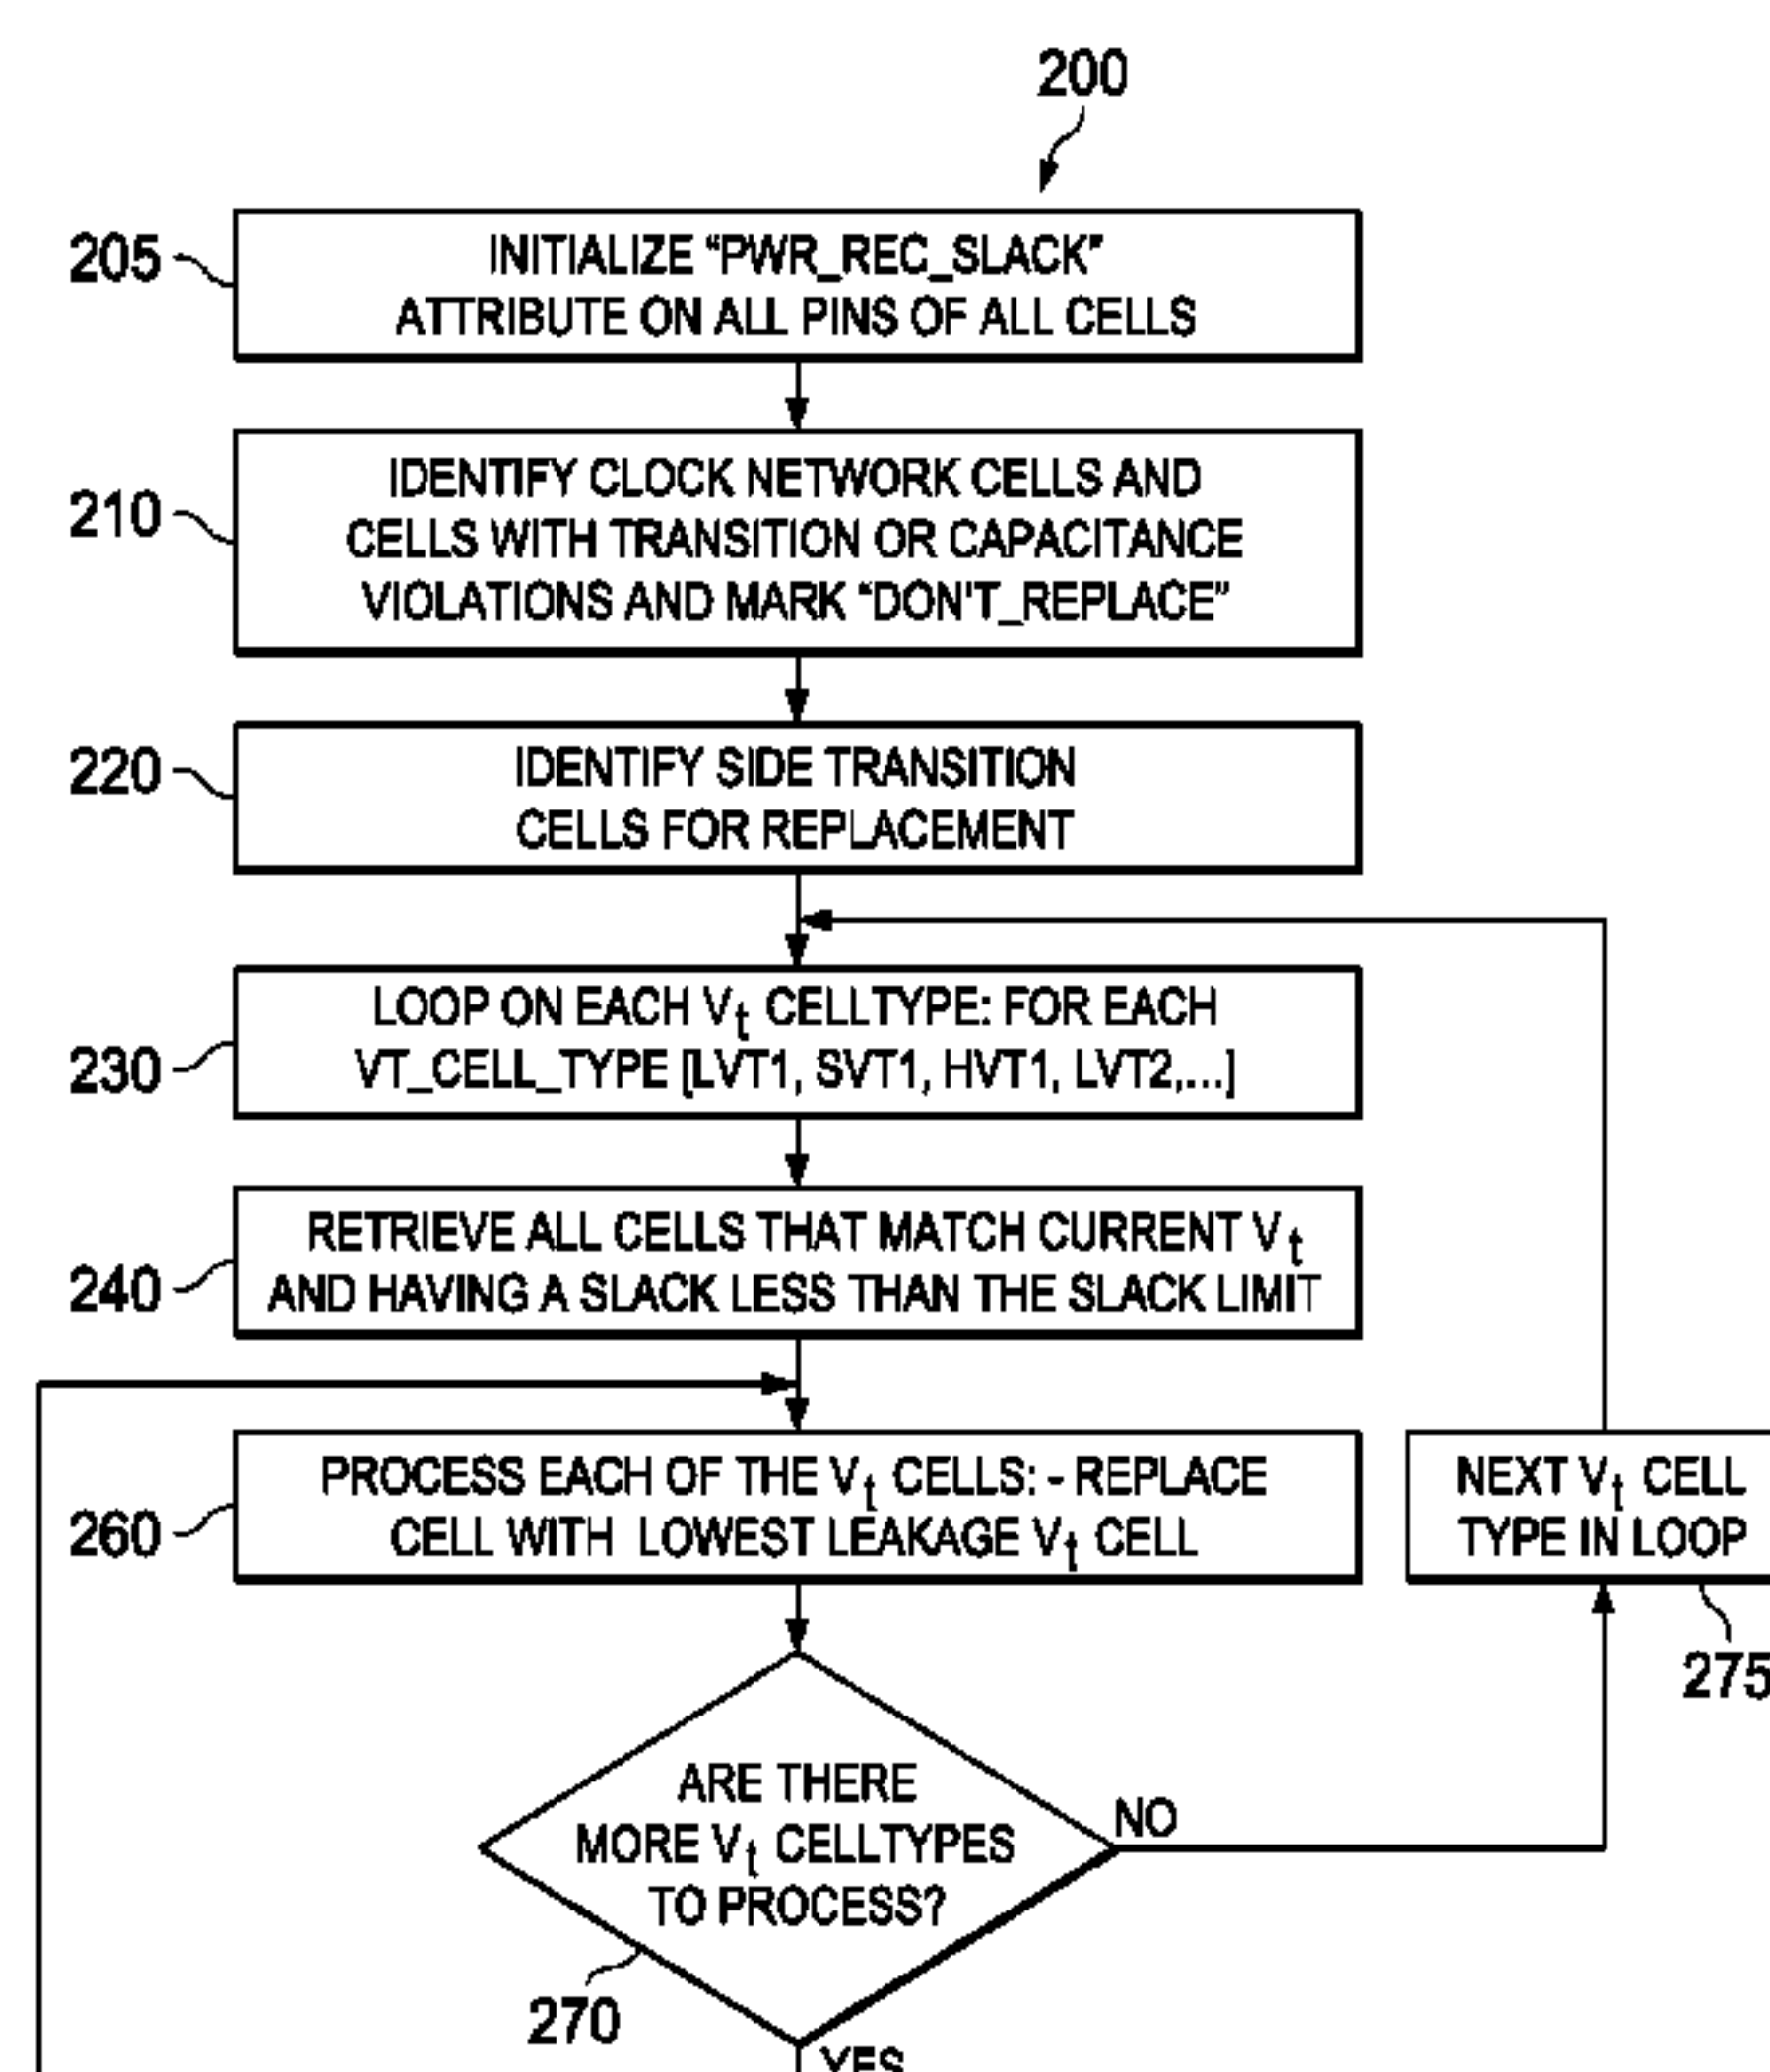 200
205
INITIALIZE “PWR_REC_SLACK”
ATTRIBUTE ON ALL PINS OF ALL CELLS
210
IDENTIFY CLOCK NETWORK CELLS AND
CELLS WITH TRANSITION OR CAPACITANCE
VIOLATIONS AND MARK “DON'T_REPLACE”
220
IDENTIFY SIDE TRANSITION
CELLS FOR REPLACEMENT
230
LOOP ON EACH Vt CELLTYPE: FOR EACH
VT_CELL_TYPE [LVT1, SVT1, HVT1, LVT2,...]
240
RETRIEVE ALL CELLS THAT MATCH CURRENT Vt
AND HAVING A SLACK LESS THAN THE SLACK LIMIT
260
PROCESS EACH OF THE Vt CELLS: - REPLACE
CELL WITH LOWEST LEAKAGE Vt CELL
NEXT Vt CELL
TYPE IN LOOP
275
ARE THERE
MORE Vt CELLTYPES
TO PROCESS?
NO
270
YES